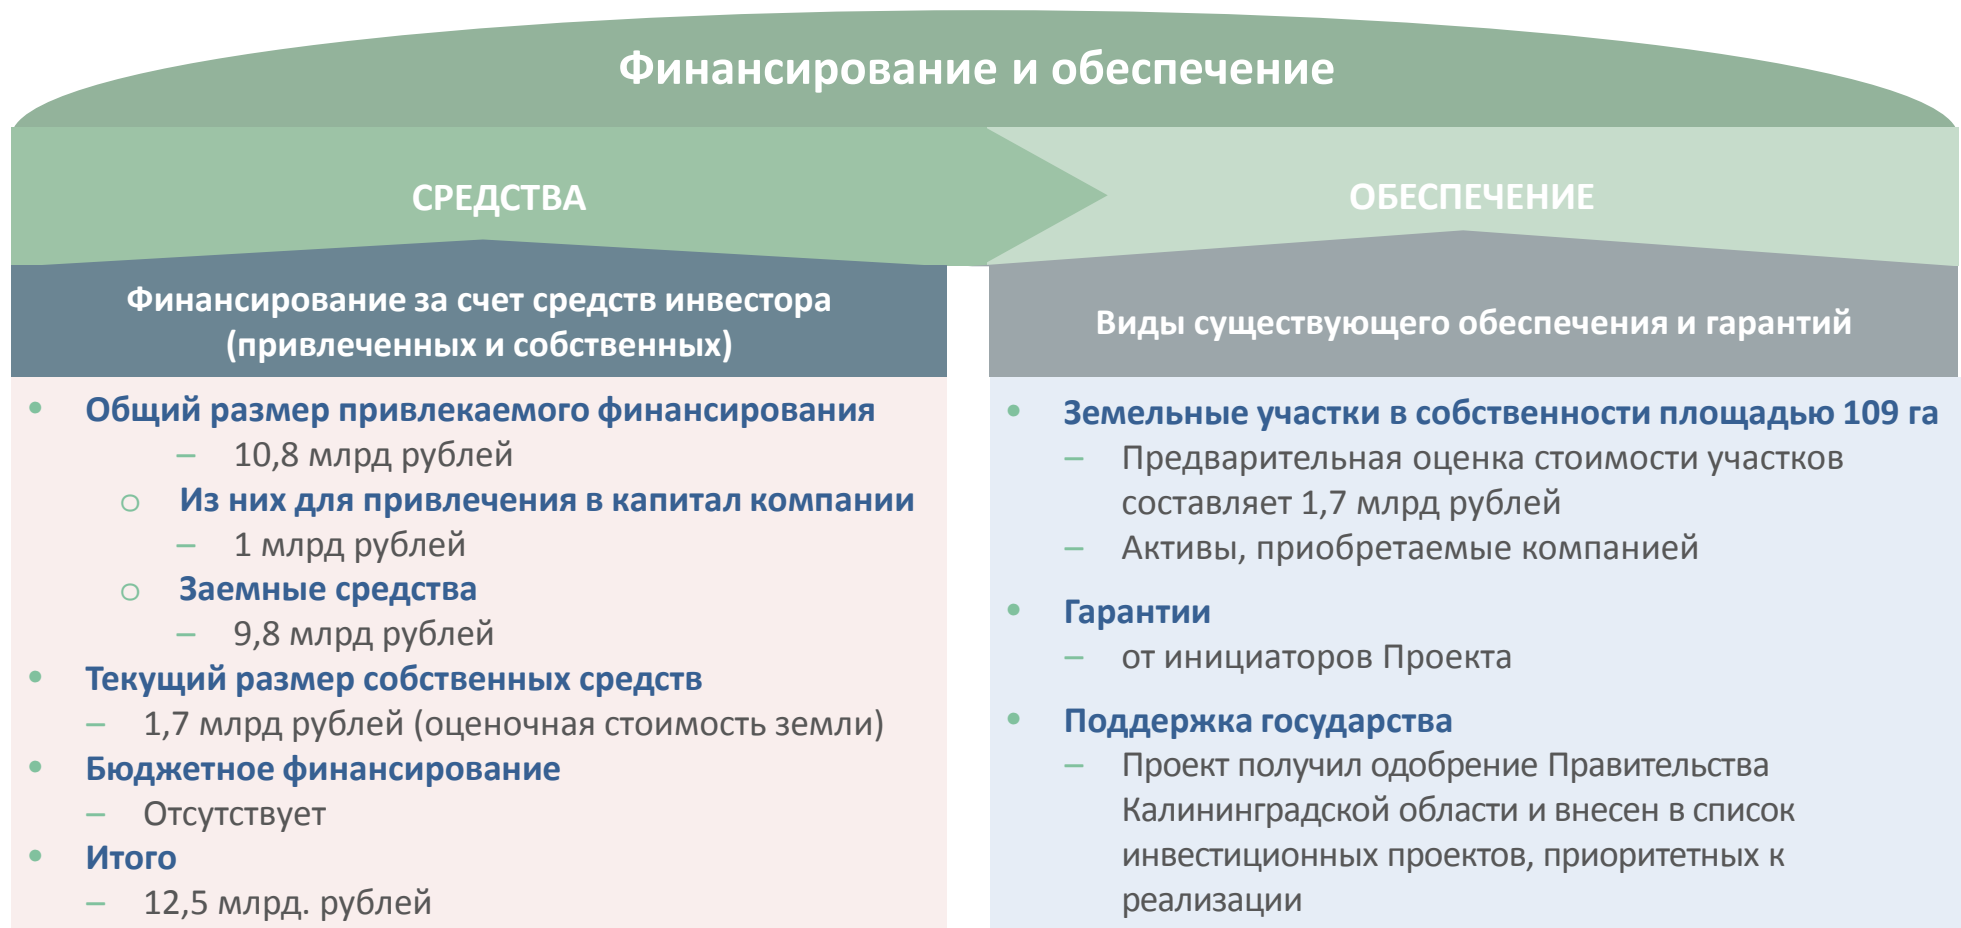 Финансирование и обеспечение
СРЕДСТВА
ОБЕСПЕЧЕНИЕ
Финансирование за счет средств инвестора
(привлеченных и собственных)
• Общий размер привлекаемого финансирования
– 10,8 млрд рублей
o Из них для привлечения в капитал компании
– 1 млрд рублей
o Заемные средства
– 9,8 млрд рублей
• Текущий размер собственных средств
– 1,7 млрд рублей (оценочная стоимость земли)
• Бюджетное финансирование
– Отсутствует
• Итого
– 12,5 млрд. рублей
Виды существующего обеспечения и гарантий
• Земельные участки в собственности площадью 109 га
– Предварительная оценка стоимости участков
составляет 1,7 млрд рублей
– Активы, приобретаемые компанией
• Гарантии
– от инициаторов Проекта
• Поддержка государства
– Проект получил одобрение Правительства
Калининградской области и внесен в список
инвестиционных проектов, приоритетных к
реализации